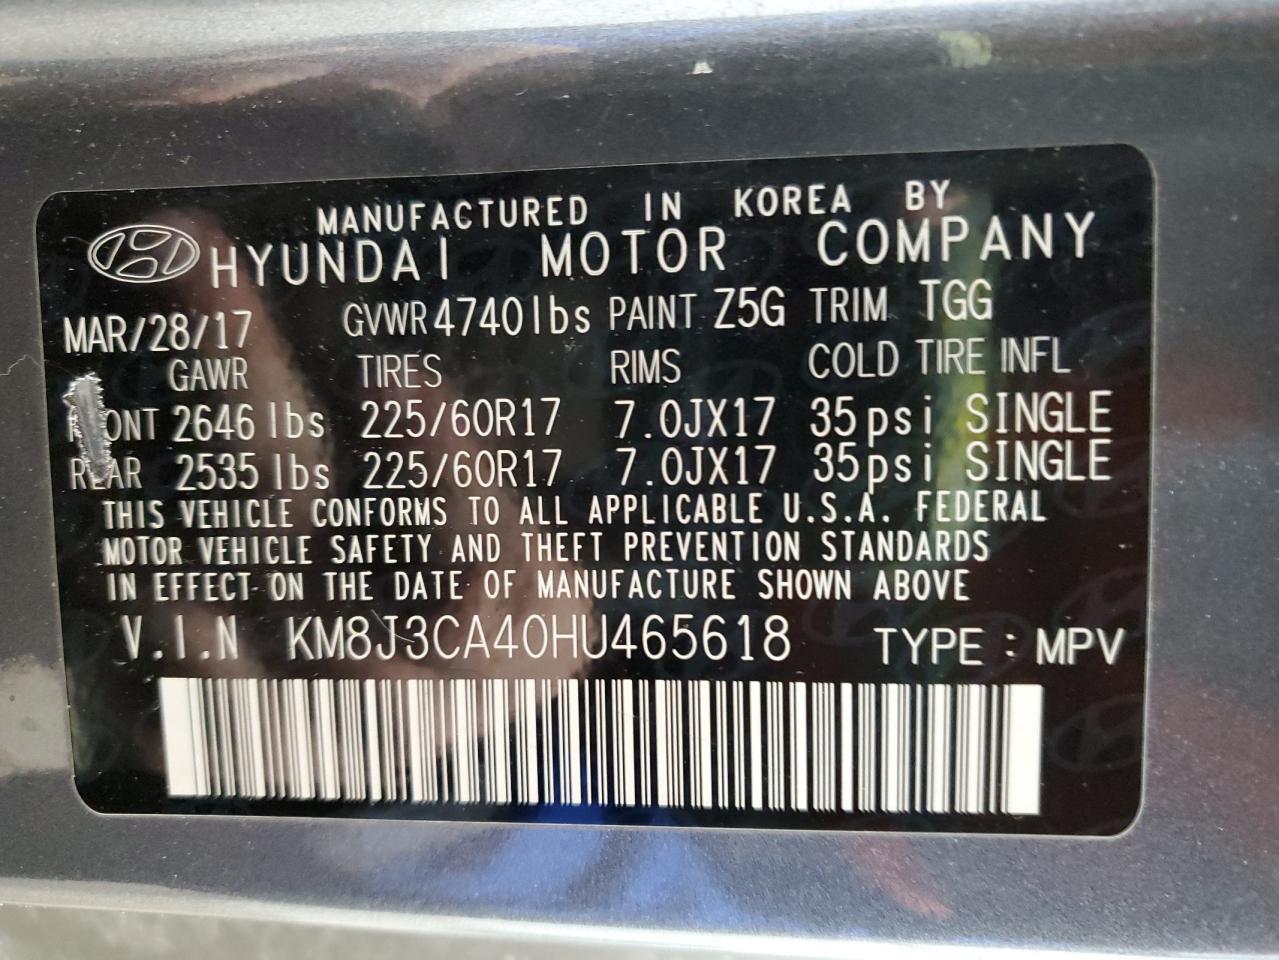 MANUFACTURED IN KOREA BY
HYUNDAI MOTOR COMPANY
MAR/28/17 GVWR 4740lbs PAINT Z5G TRIM TGG
GAWR TIRES RIMS COLD TIRE INFL
2646 lbs 225/60R17 7.0JX17 35psi SINGLE
2535 lbs 225/60R17 7.0JX17 35psi SINGLE
THIS VEHICLE CONFORMS TO ALL APPLICABLE U.S.A. FEDERAL
MOTOR VEHICLE SAFETY AND THEFT PREVENTION STANDARDS
IN EFFECT ON THE DATE OF MANUFACTURE SHOWN ABOVE
V.I.N KM8J3CA40HU465618 TYPE : MPV